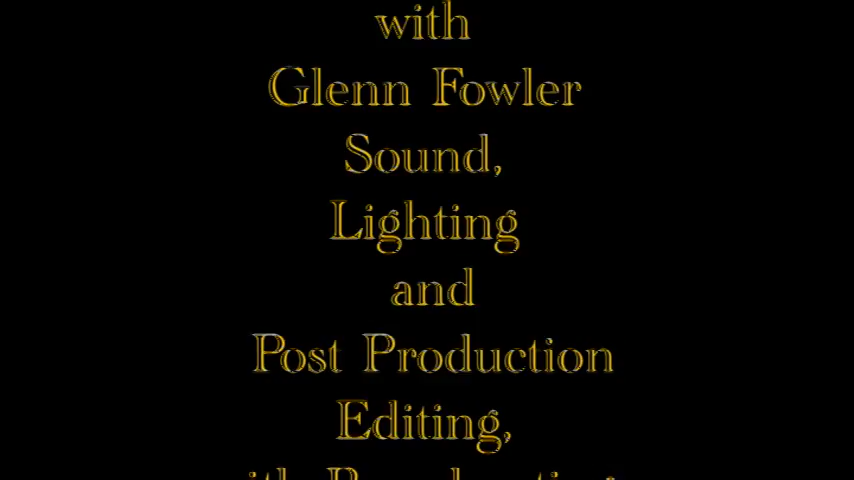 with
Glenn Fowler
Sound,
Lighting
and
Post Production
Editing,